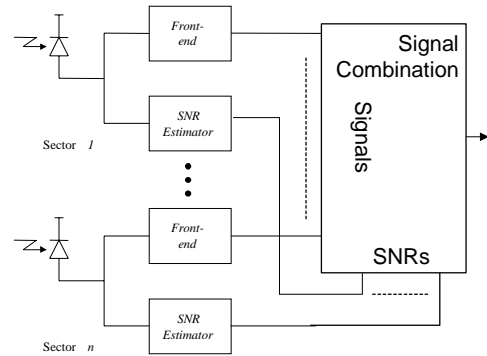 Front-
end
Signal
Combination
Signals
SNR
Estimator
Sector 1
Front-
end
SNRs
SNR
Estimator
Sector n